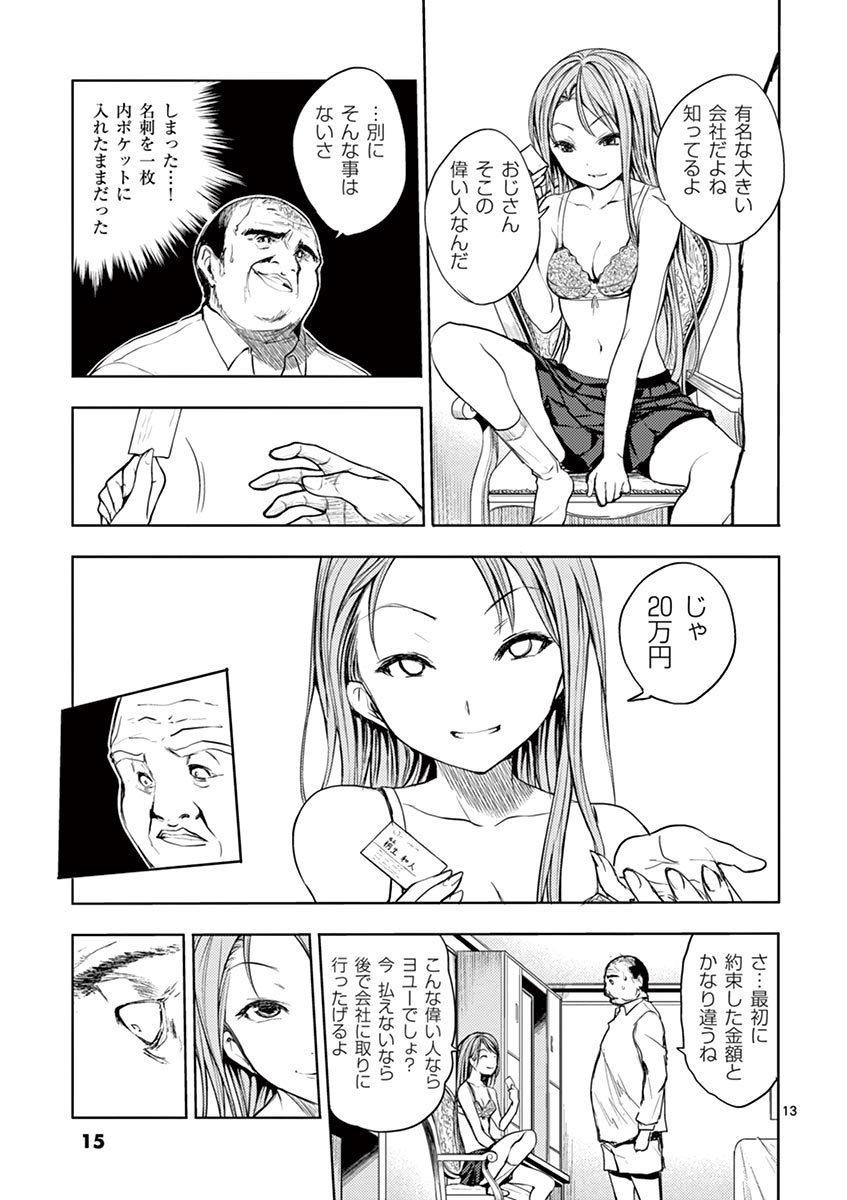 有名な大きい
会社だよね
知ってるよ
おじさん
そこの
偉い人なんだ
…別に
そんな事は
ないさ
しまった…！
名刺を一枚
内ポケットに
入れたままだった
じゃ
20万円
和人
さ…最初に
約束した金額と
かなり違うね
こんな偉い人なら
ヨユーでしょ？
今 払えないなら
後で会社に取りに
行ったげるよ
13
15